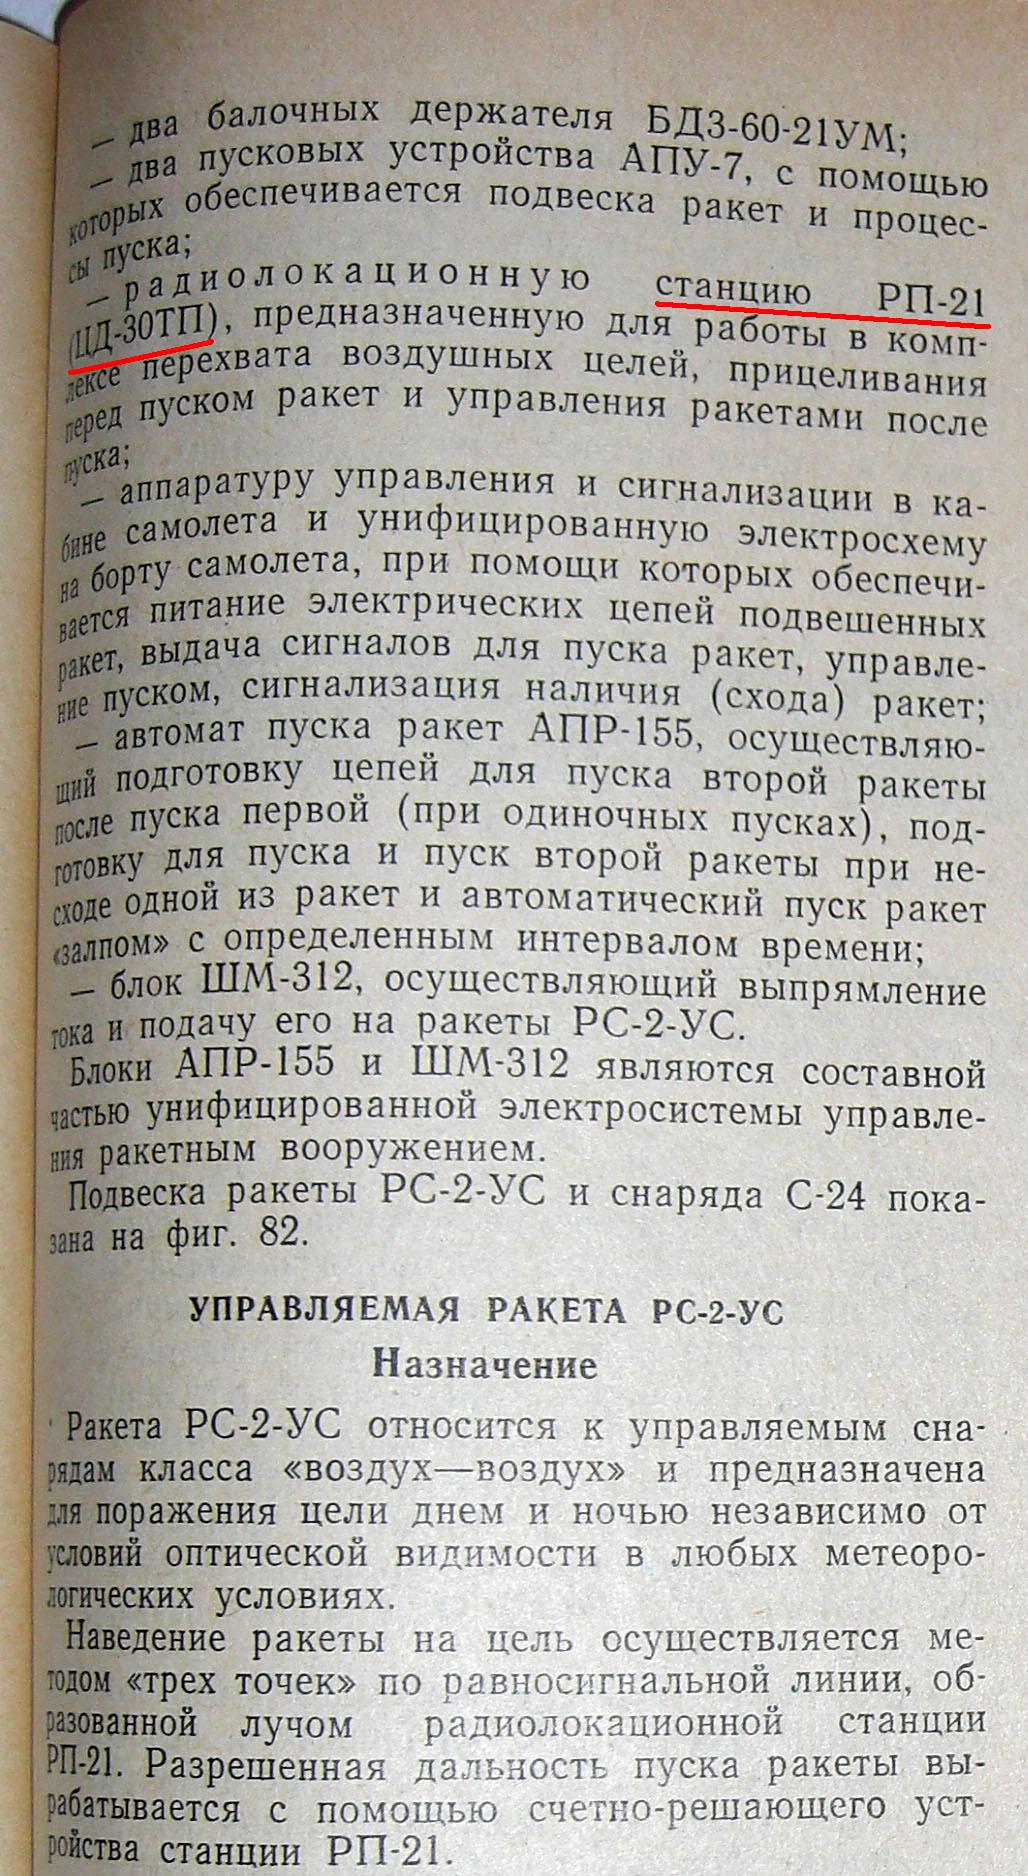 — два балочных держателя БДЗ-60-21УМ;
— два пусковых устройства АПУ-7, с помощью
которых обеспечивается подвеска ракет и процес-
сы пуска;
— радиолокационную станцию РП-21
(ЦД-30ТП), предназначенную для работы в комп-
лексе перехвата воздушных целей, прицеливания
перед пуском ракет и управления ракетами после
пуска;
— аппаратуру управления и сигнализации в ка-
бине самолета и унифицированную электросхему
на борту самолета, при помощи которых обеспечи-
вается питание электрических цепей подвешенных
ракет, выдача сигналов для пуска ракет, управле-
ние пуском, сигнализация наличия (схода) ракет;
— автомат пуска ракет АПР-155, осуществляю-
щий подготовку цепей для пуска второй ракеты
после пуска первой (при одиночных пусках), под-
готовку для пуска и пуск второй ракеты при не-
сходе одной из ракет и автоматический пуск ракет
«залпом» с определенным интервалом времени;
— блок ШМ-312, осуществляющий выпрямление
тока и подачу его на ракеты РС-2-УС.
Блоки АПР-155 и ШМ-312 являются составной
частью унифицированной электросистемы управле-
ния ракетным вооружением.
Подвеска ракеты РС-2-УС и снаряда С-24 пока-
зана на фиг. 82.
УПРАВЛЯЕМАЯ РАКЕТА РС-2-УС
Назначение
Ракета РС-2-УС относится к управляемым сна-
рядам класса «воздух—воздух» и предназначена
для поражения цели днем и ночью независимо от
условий оптической видимости в любых метеоро-
логических условиях.
Наведение ракеты на цель осуществляется ме-
тодом «трех точек» по равносигнальной линии, об-
разованной лучом радиолокационной станции
РП-21. Разрешенная дальность пуска ракеты вы-
рабатывается с помощью счетно-решающего уст-
ройства станции РП-21.